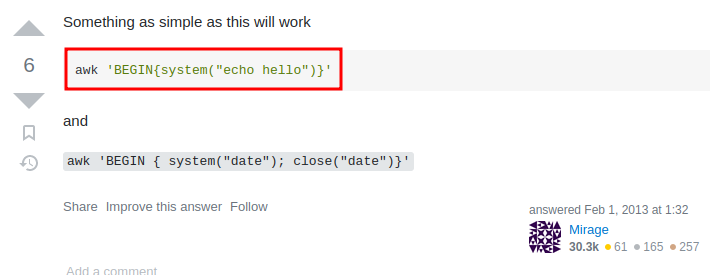 Something as simple as this will work
6
awk 'BEGIN{system("echo hello")}'
and
awk 'BEGIN { system("date"); close("date")}'
Share Improve this answer Follow
answered Feb 1, 2013 at 1:32
Mirage
30.3k 61 165 257
Add a comment